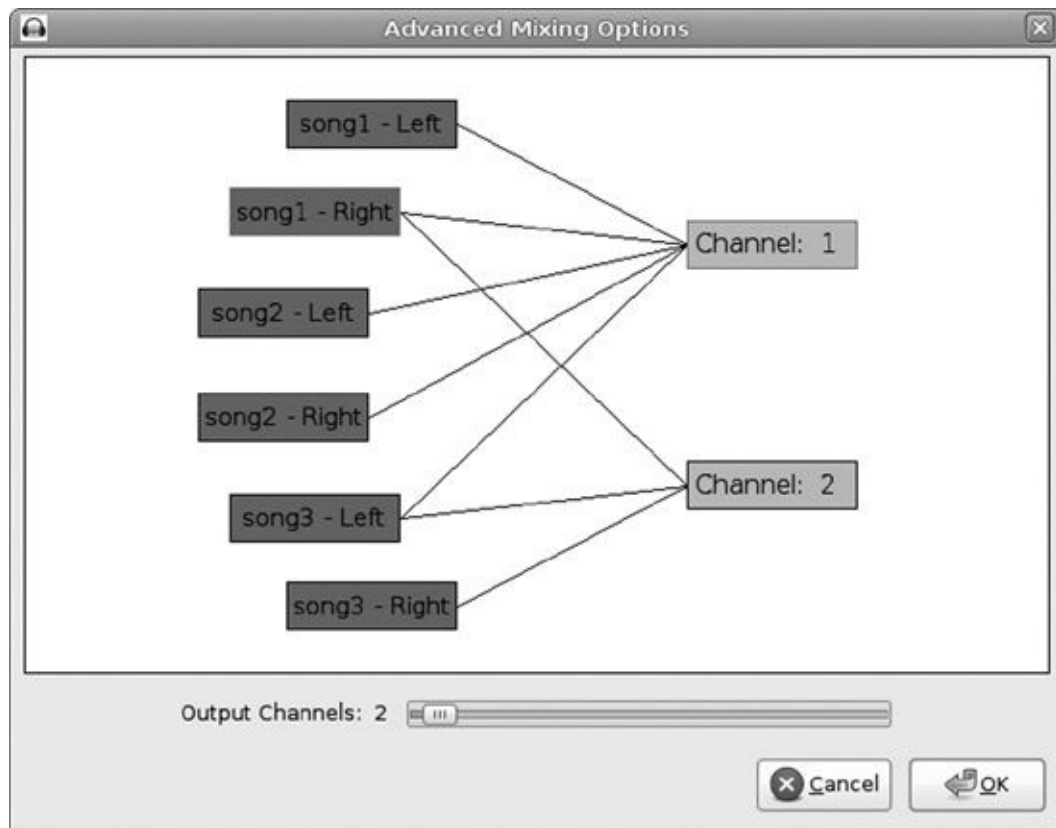 Advanced Mixing Options
song1 - Left
song1 - Right
Channel: 1
song2 - Left
song2 - Right
Channel: 2
song3 - Left
song3 - Right
Output Channels: 2
Cancel
OK